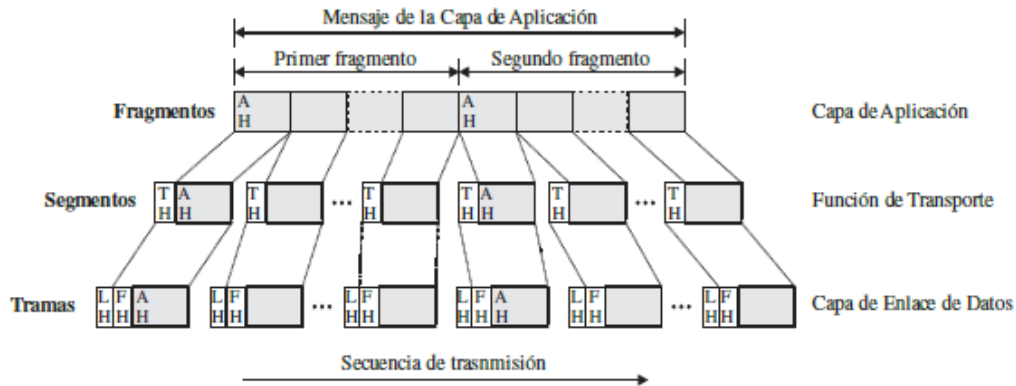 Mensaje de la Capa de Aplicación
Primer fragmento Segundo fragmento
Fragmentos A A Capa de Aplicación
H H
Segmentos T A T T T A T T Función de Transporte
H H H ... H H H H ... H
Tramas L F A L F L F L F A L F L F Capa de Enlace de Datos
H H H H H ... H H H H H H H ... H H
Secuencia de trasnmisión